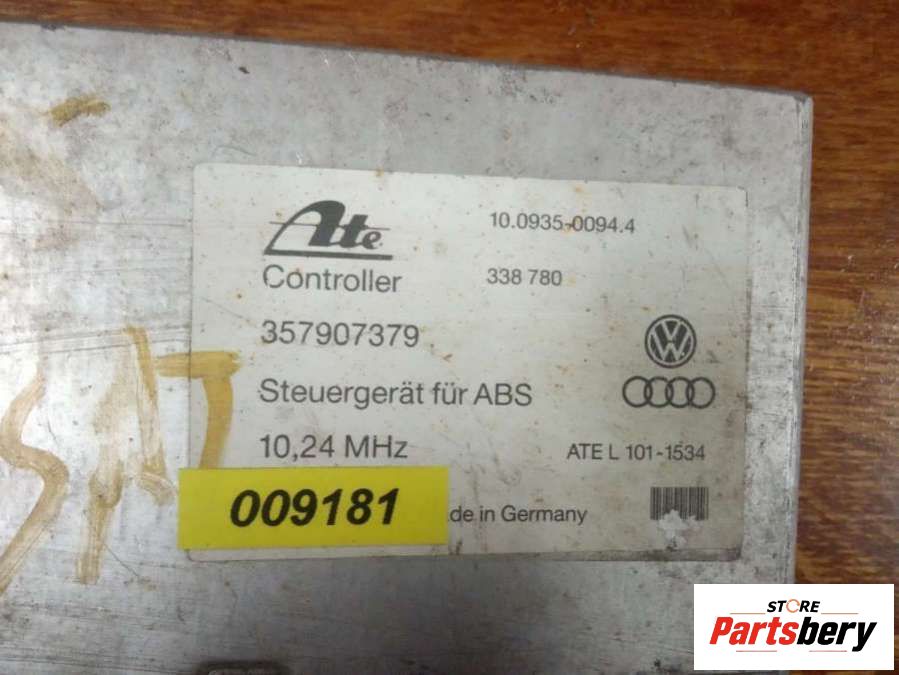 Ate
10.0935-0094.4
Controller
338 780
357907379
Steuergerät für ABS
10,24 MHz
ATE L 101-1534
009181
de in Germany
STORE
Partsbery